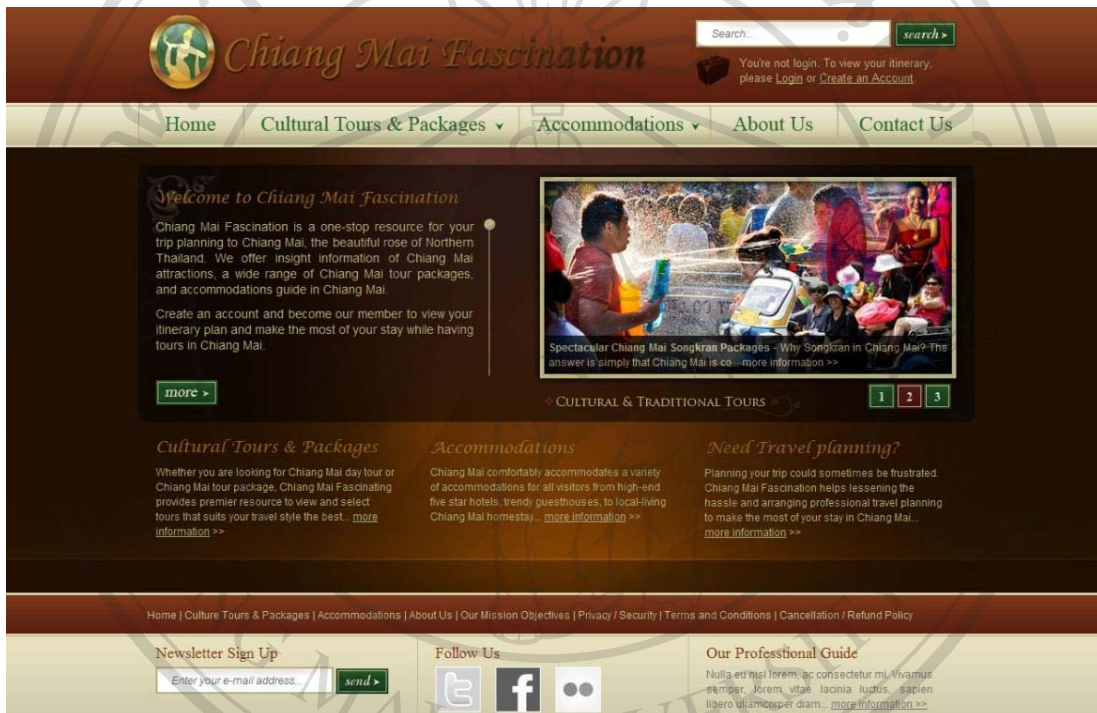 Chiang Mai Fascination
Search...
search >
You're not login. To view your itinerary,
please Login or Create an Account.
Home
Cultural Tours & Packages
Accommodations
About Us
Contact Us
Welcome to Chiang Mai Fascination
Chiang Mai Fascination is a one-stop resource for your
trip planning to Chiang Mai, the beautiful rose of Northern
Thailand. We offer insight information of Chiang Mai
attractions, a wide range of Chiang Mai tour packages,
and accommodations guide in Chiang Mai.
Create an account and become our member to view your
itinerary plan and make the most of your stay while having
tours in Chiang Mai.
more >
Spectacular Chiang Mai Songkran Packages - Why Songkran in Chiang Mai? The
answer is simply that Chiang Mai is co... more information >>
CULTURAL & TRADITIONAL TOURS
1 2 3
Cultural Tours & Packages
Whether you are looking for Chiang Mai day tour or
Chiang Mai tour package, Chiang Mai Fascinating
provides premier resource to view and select
tours that suits your travel style the best... more
information >>
Accommodations
Chiang Mai comfortably accommodates a variety
of accommodations for all visitors from high-end
five star hotels, trendy guesthouses, to local-living
Chiang Mai homestay... more information >>
Need Travel planning?
Planning your trip could sometimes be frustrated.
Chiang Mai Fascination helps lessening the
hassle and arranging professional travel planning
to make the most of your stay in Chiang Mai...
more information >>
Home | Culture Tours & Packages | Accommodations | About Us | Our Mission Objectives | Privacy / Security | Terms and Conditions | Cancellation / Refund Policy
Newsletter Sign Up
Enter your e-mail address...
send >
Follow Us
Our Professtional Guide
Nulla eu nisl lorem, ac consectetur mi. Vivamus
semper, lorem vitae lacinia luctus, sapien
libero ullamcorper diam... more information >>